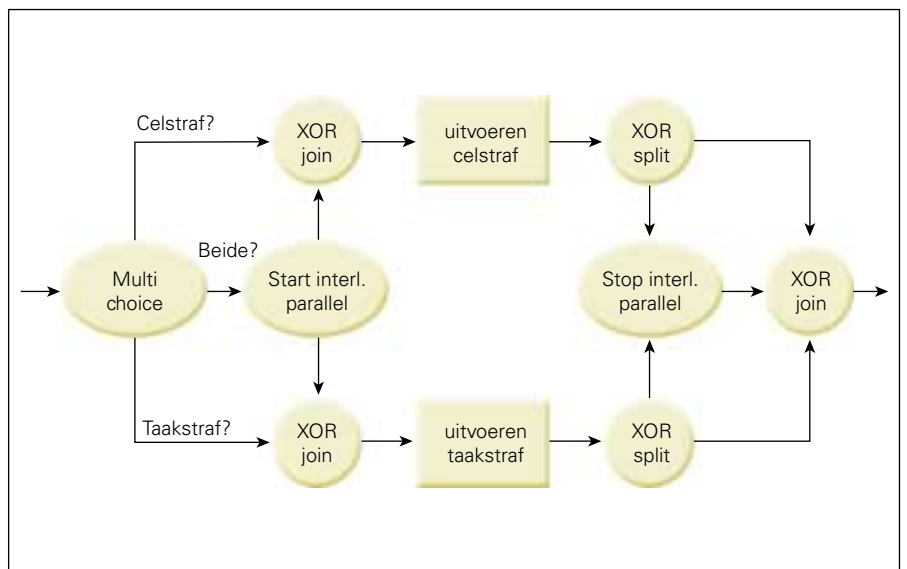 Celstraf?
XOR
join
uitvoeren
celstraf
XOR
split
Beide?
Multi
choice
Start interl.
parallel
Stop interl.
parallel
XOR
join
Taakstraf?
XOR
join
uitvoeren
taakstraf
XOR
split